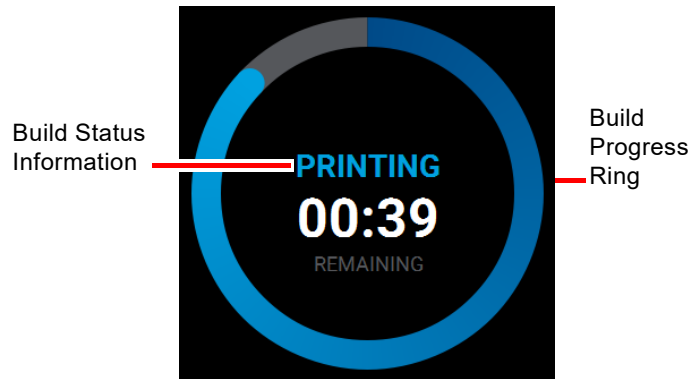 Build Status
Information
PRINTING
00:39
REMAINING
Build
Progress
Ring